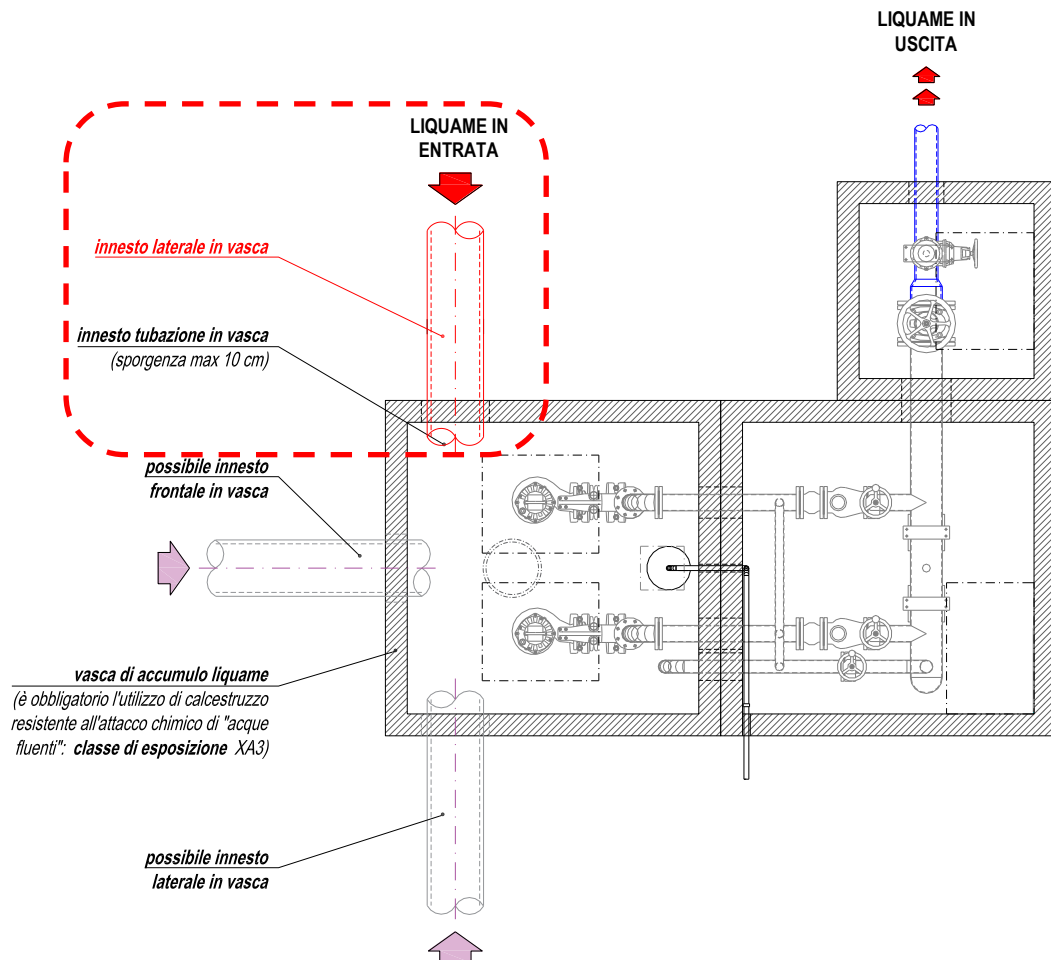 LIQUAME IN
USCITA
LIQUAME IN
ENTRATA
innesto laterale in vasca
innesto tubazione in vasca
(sporgenza max 10 cm)
possibile innesto
frontale in vasca
vasca di accumulo liquame
(è obbligatorio l'utilizzo di calcestruzzo
resistente all'attacco chimico di "acque
fluenti": classe di esposizione XA3)
possibile innesto
laterale in vasca